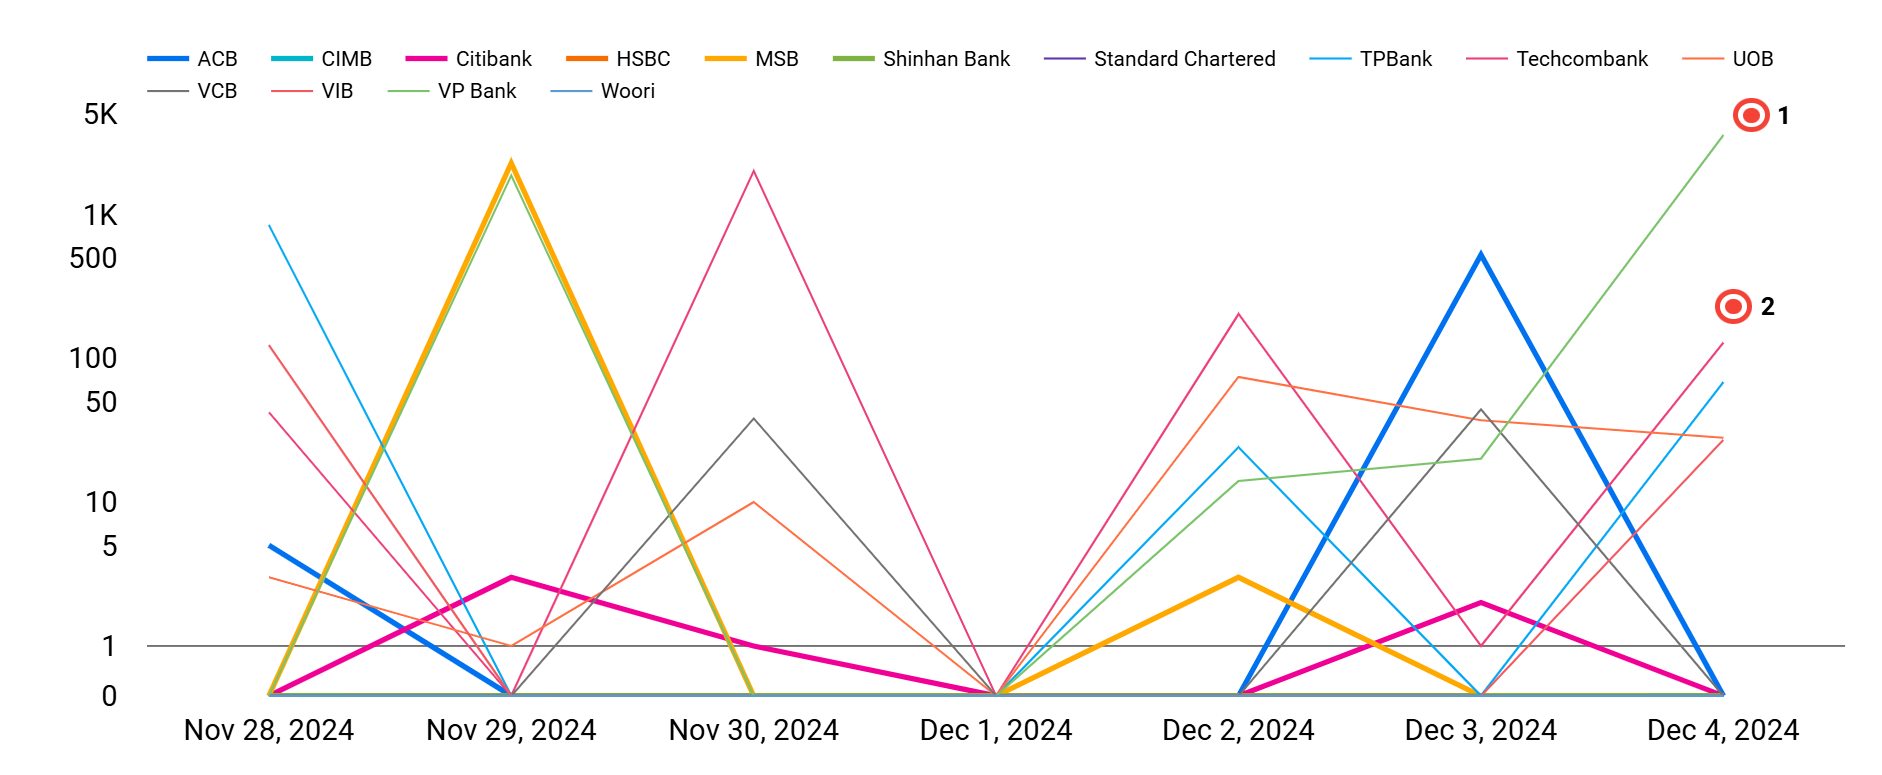 ACB CIMB Citibank HSBC MSB Shinhan Bank Standard Chartered TPBank Techcombank UOB
VCB VIB VP Bank Woori
5K
1
1K
500
2
100
50
10
5
1
0
Nov 28, 2024 Nov 29, 2024 Nov 30, 2024 Dec 1, 2024 Dec 2, 2024 Dec 3, 2024 Dec 4, 2024